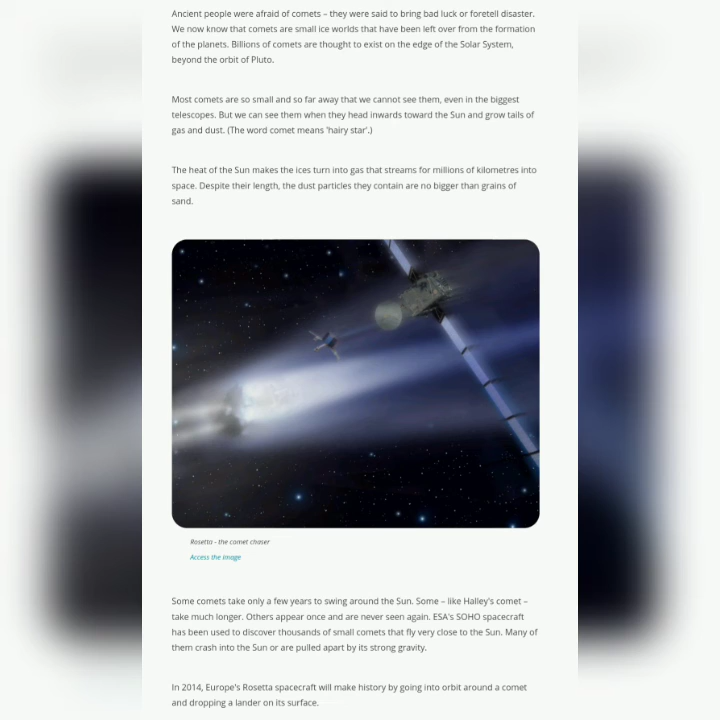 Ancient people were afraid of comets – they were said to bring bad luck or foretell disaster.
We now know that comets are small ice worlds that have been left over from the formation
of the planets. Billions of comets are thought to exist on the edge of the Solar System,
beyond the orbit of Pluto.
Most comets are so small and so far away that we cannot see them, even in the biggest
telescopes. But we can see them when they head inwards toward the Sun and grow tails of
gas and dust. (The word comet means 'hairy star'.)
The heat of the Sun makes the ices turn into gas that streams for millions of kilometres into
space. Despite their length, the dust particles they contain are no bigger than grains of
sand.
Rosetta - the comet chaser
Access the image
Some comets take only a few years to swing around the Sun. Some – like Halley's comet –
take much longer. Others appear once and are never seen again. ESA's SOHO spacecraft
has been used to discover thousands of small comets that fly very close to the Sun. Many of
them crash into the Sun or are pulled apart by its strong gravity.
In 2014, Europe's Rosetta spacecraft will make history by going into orbit around a comet
and dropping a lander on its surface.